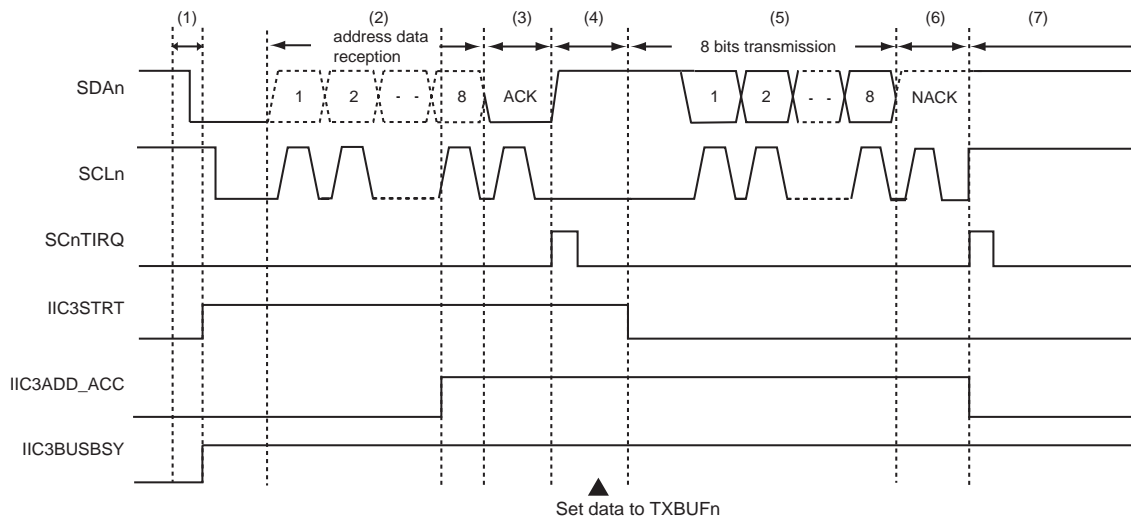 (1) (2) (3) (4) (5) (6) (7)
address data
reception
8 bits transmission
SDAn 1 2 - - 8 ACK 1 2 - - 8 NACK
SCLn
SCnTIRQ
IIC3STRT
IIC3ADD_ACC
IIC3BUSBSY
Set data to TXBUFn